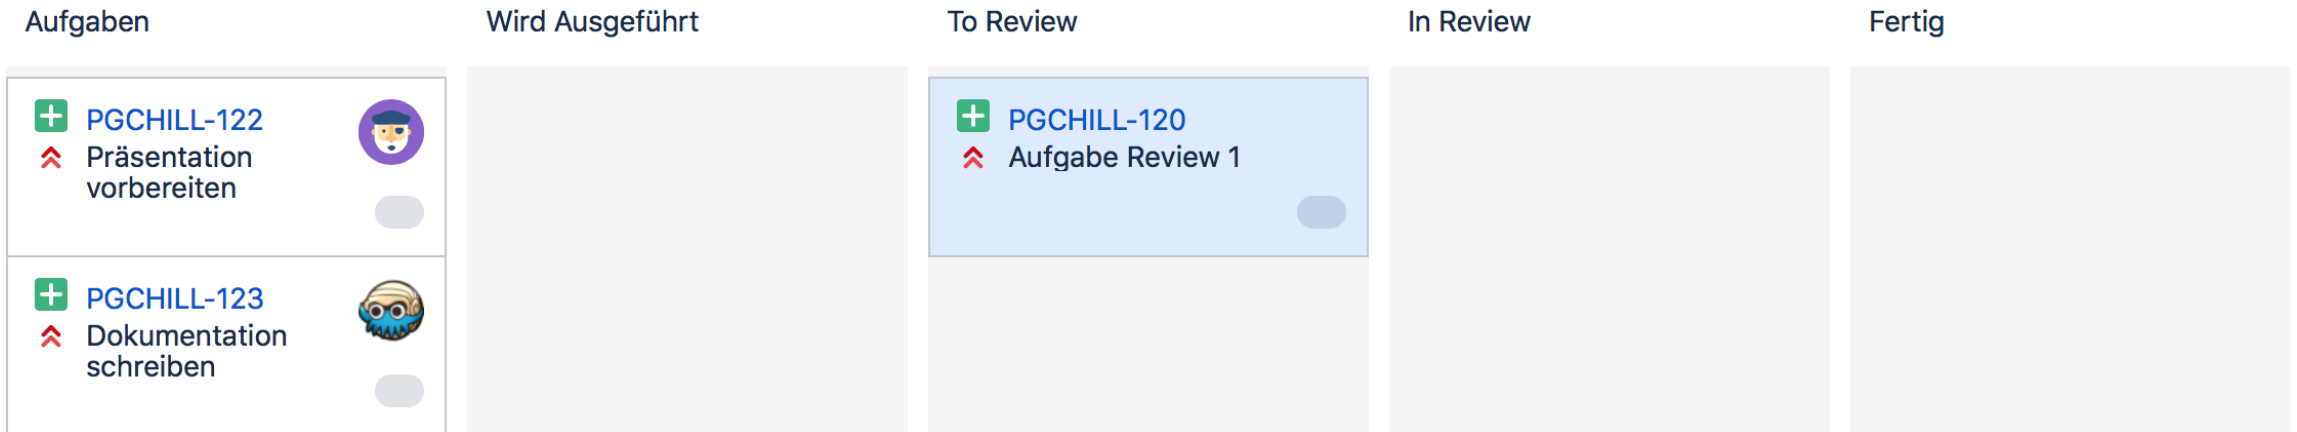 Aufgaben
Wird Ausgeführt
To Review
In Review
Fertig
PGCHILL-122
Präsentation
vorbereiten
PGCHILL-120
Aufgabe Review 1
PGCHILL-123
Dokumentation
schreiben